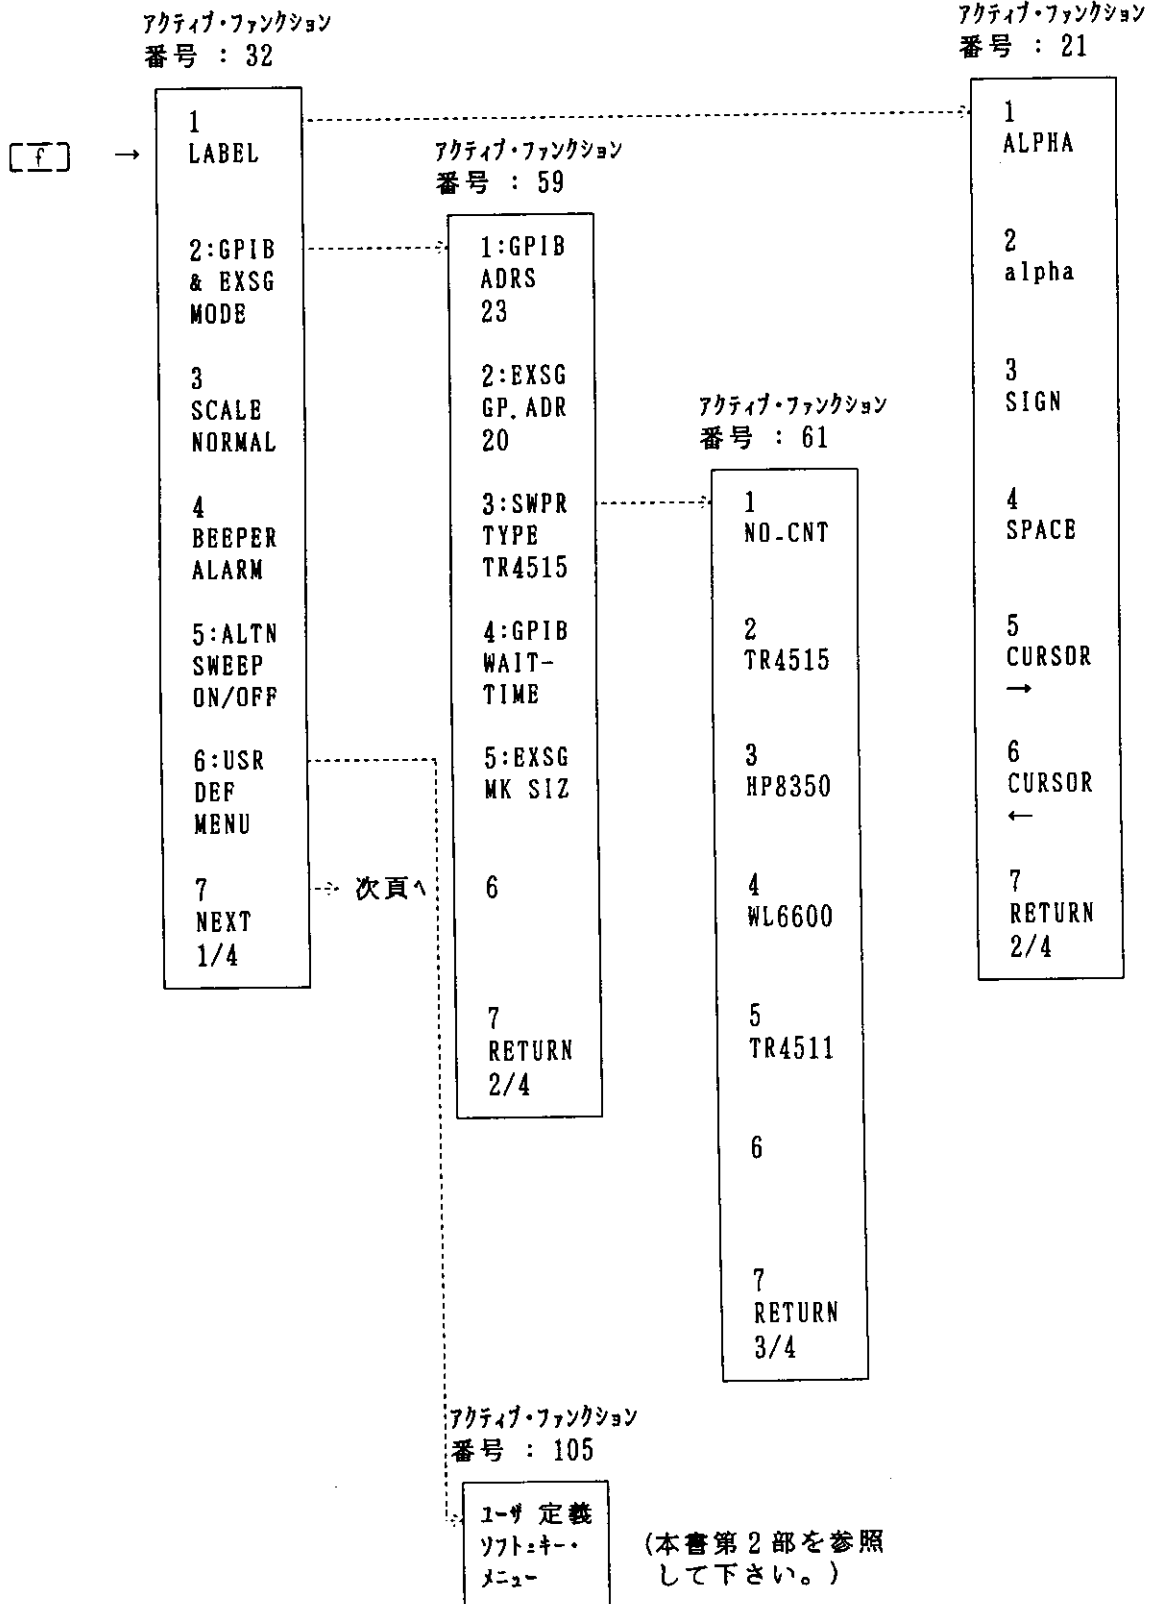 アクティブ・ファンクション
番号 : 32
[ f ] →
1
LABEL
2:GPIB
& EXSG
MODE
3
SCALE
NORMAL
4
BEEPER
ALARM
5:ALTN
SWEEP
ON/OFF
6:USR
DEF
MENU
7
NEXT
1/4
次頁へ
アクティブ・ファンクション
番号 : 59
1:GPIB
ADRS
23
2:EXSG
GP.ADR
20
3:SWPR
TYPE
TR4515
4:GPIB
WAIT-
TIME
5:EXSG
MK SIZ
6
7
RETURN
2/4
アクティブ・ファンクション
番号 : 61
1
NO-CNT
2
TR4515
3
HP8350
4
WL6600
5
TR4511
6
7
RETURN
3/4
アクティブ・ファンクション
番号 : 21
1
ALPHA
2
alpha
3
SIGN
4
SPACE
5
CURSOR
→
6
CURSOR
←
7
RETURN
2/4
アクティブ・ファンクション
番号 : 105
ユーザ 定義
ソフト=キー・
メニュー
(本書第2部を参照
して下さい。)